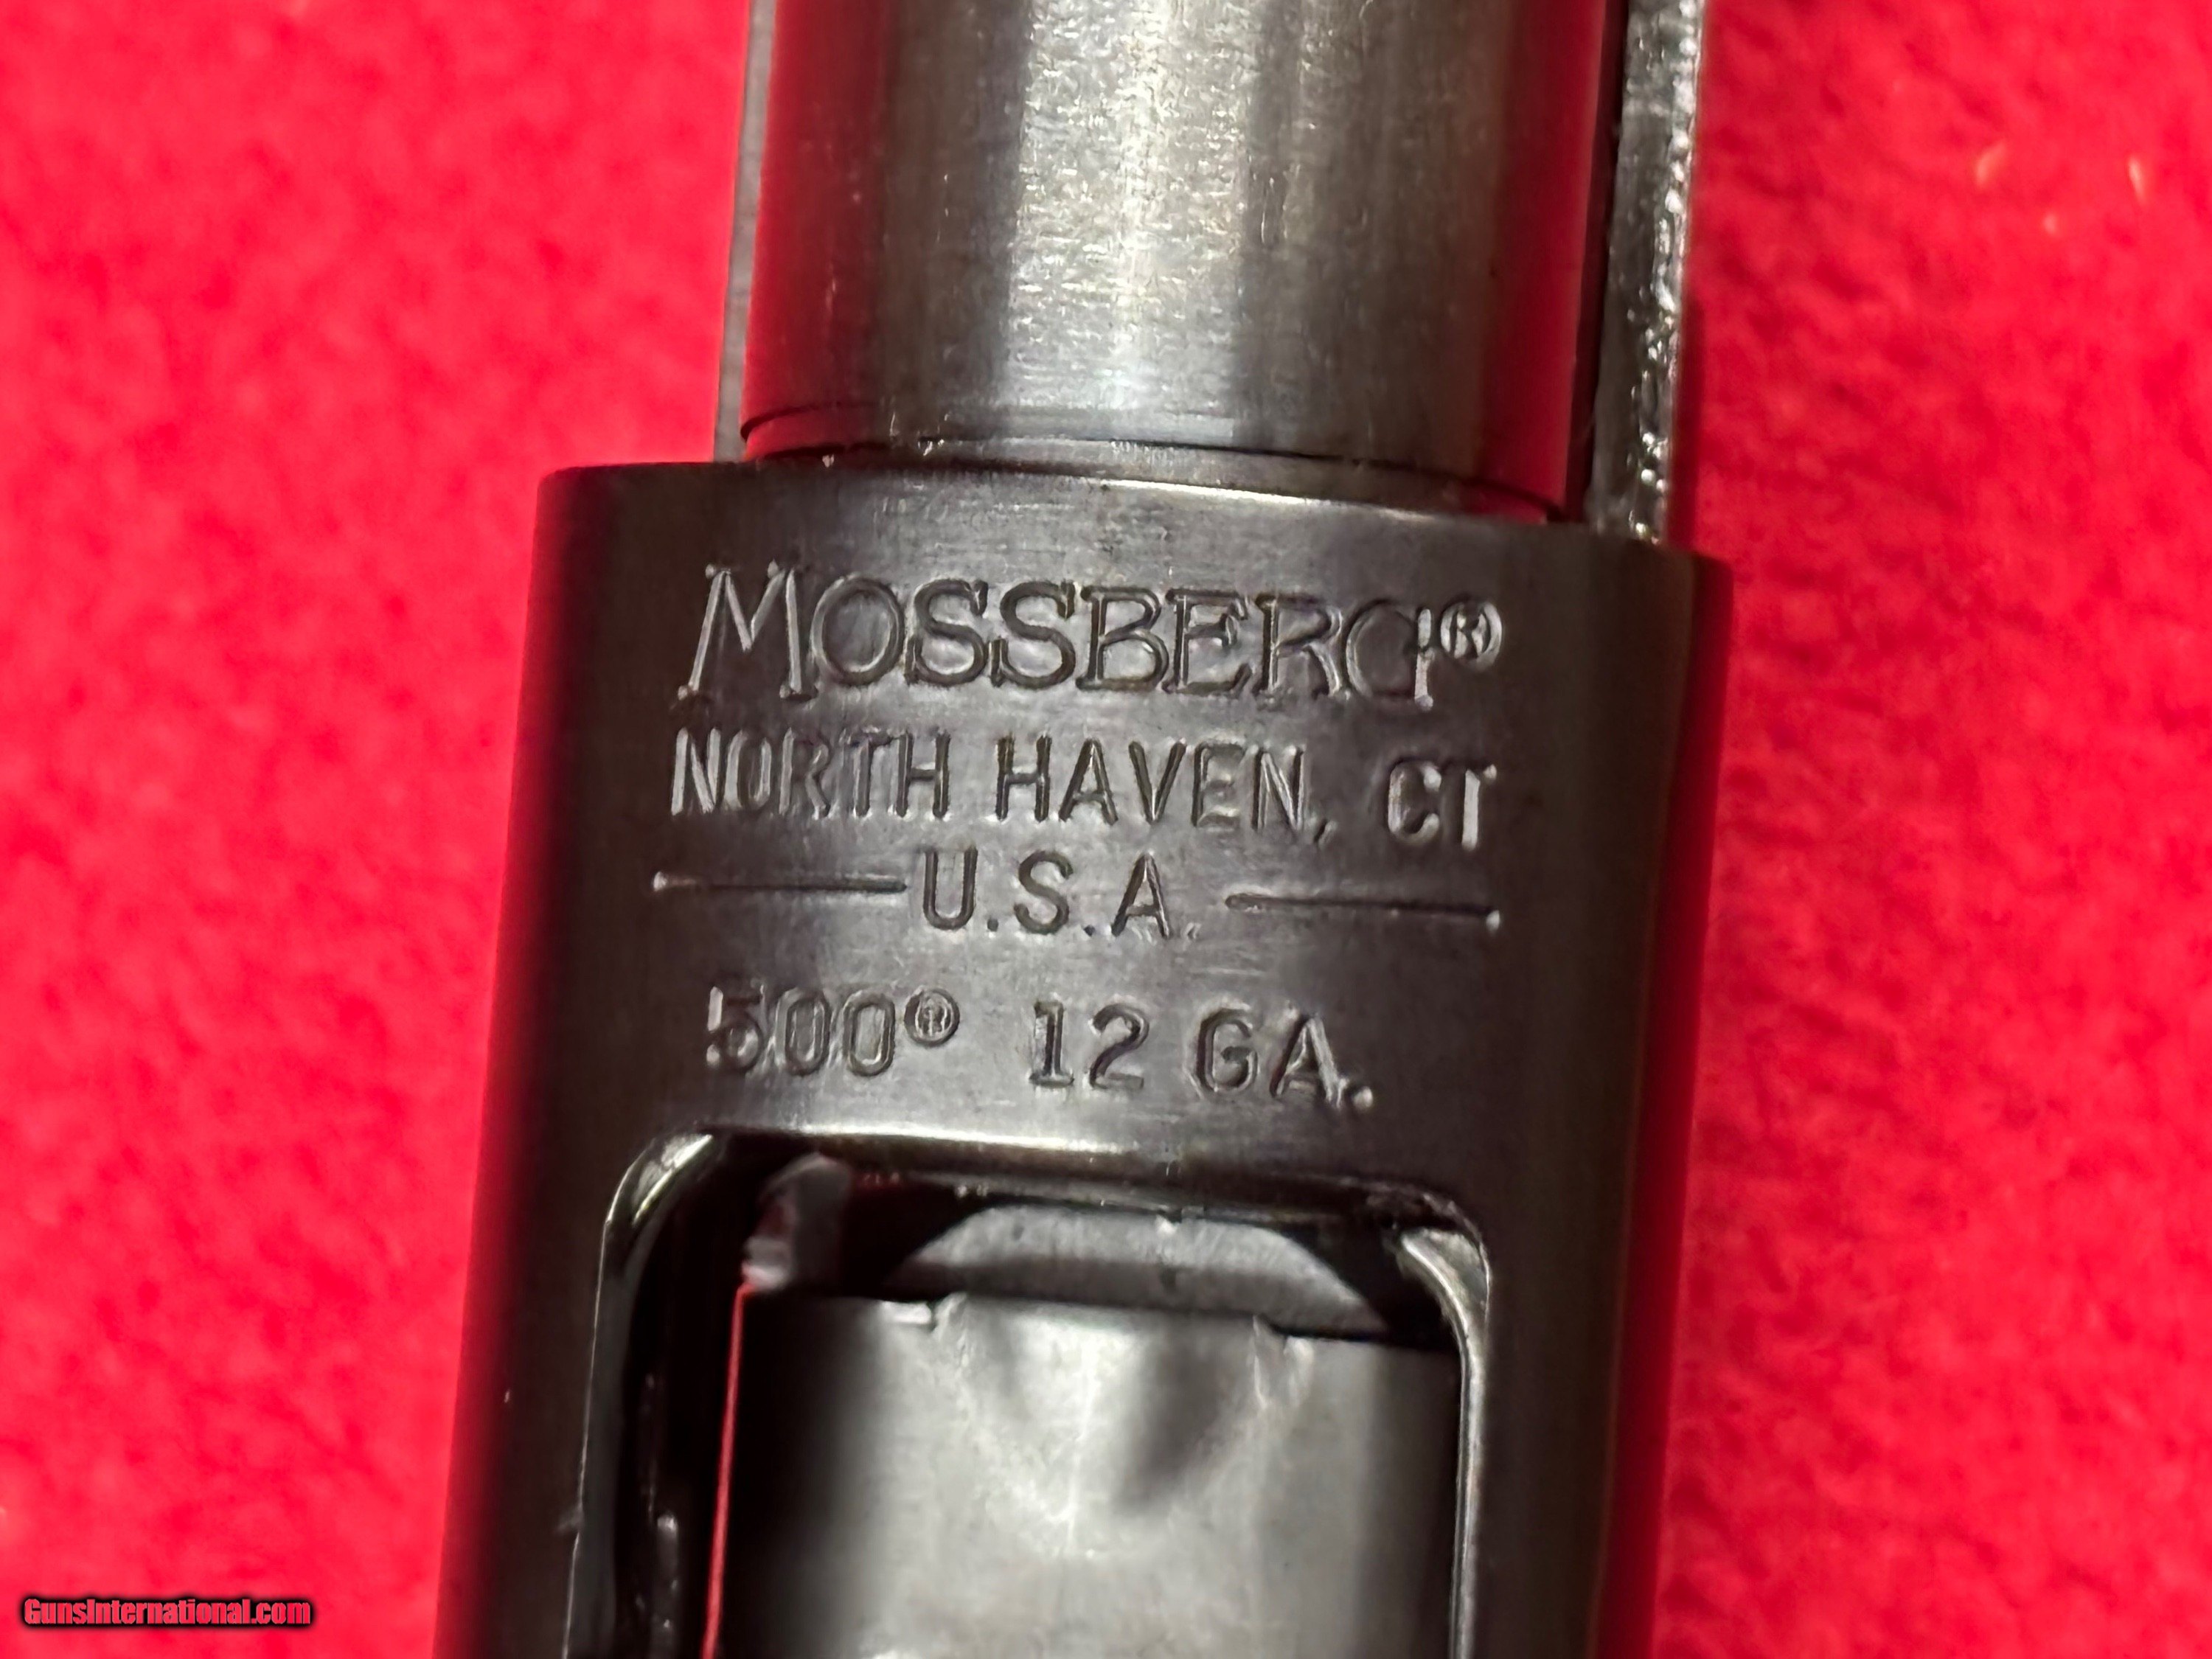 MOSSBERG®
NORTH HAVEN, CT
U.S.A.
500® 12 GA.
GunsInternational.com